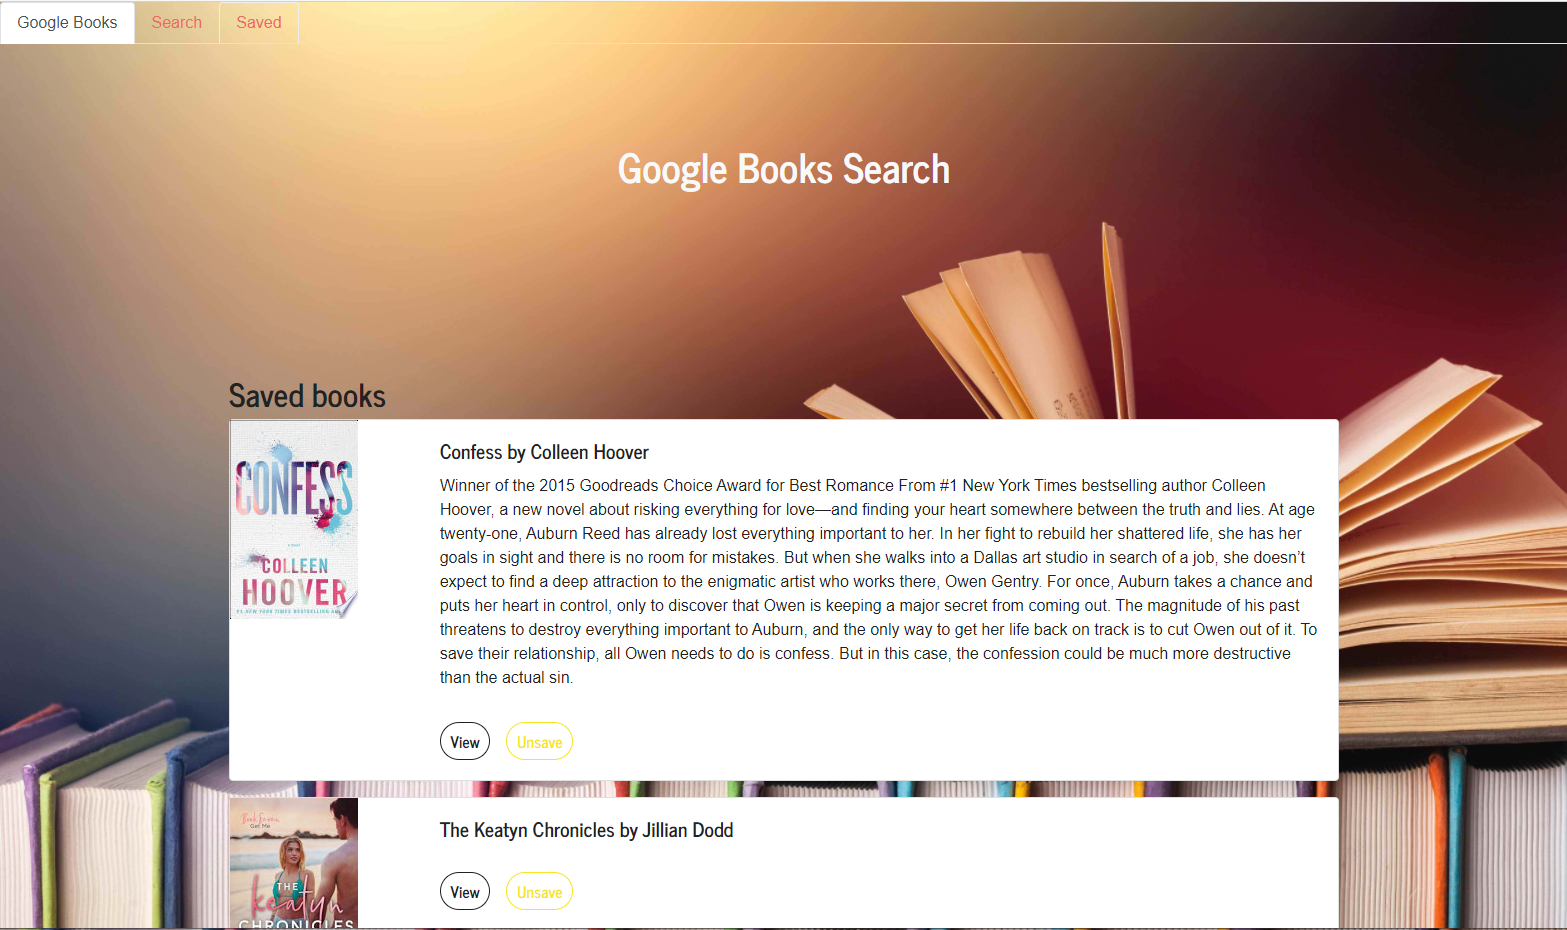 Google Books
Search
Saved
Google Books Search
Saved books
CONFESS
A NOVEL
COLLEEN
HOOVER
#1 NEW YORK TIMES BESTSELLING
Confess by Colleen Hoover
Winner of the 2015 Goodreads Choice Award for Best Romance From #1 New York Times bestselling author Colleen
Hoover, a new novel about risking everything for love—and finding your heart somewhere between the truth and lies. At age
twenty-one, Auburn Reed has already lost everything important to her. In her fight to rebuild her shattered life, she has her
goals in sight and there is no room for mistakes. But when she walks into a Dallas art studio in search of a job, she doesn’t
expect to find a deep attraction to the enigmatic artist who works there, Owen Gentry. For once, Auburn takes a chance and
puts her heart in control, only to discover that Owen is keeping a major secret from coming out. The magnitude of his past
threatens to destroy everything important to Auburn, and the only way to get her life back on track is to cut Owen out of it. To
save their relationship, all Owen needs to do is confess. But in this case, the confession could be much more destructive
than the actual sin.
View
Unsave
Book Seven
Get Me
THE
keatyn
CHRONICLES
The Keatyn Chronicles by Jillian Dodd
View
Unsave